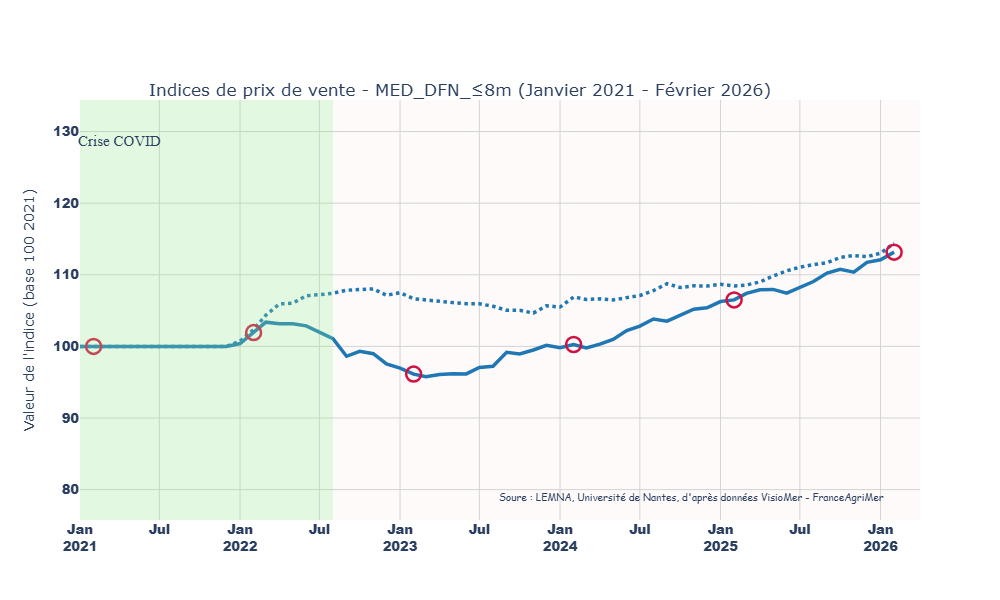 Indices de prix de vente - MED_DFN_≤8m (Janvier 2021 - Février 2026)
Valeur de l'indice (base 100 2021)
130
120
110
100
90
80
Crise COVID
Soure : LEMNA, Université de Nantes, d'après données VisioMer - FranceAgriMer
Jan Jul Jan Jul Jan Jul Jan Jul Jan Jul Jan
2021 2022 2023 2024 2025 2026